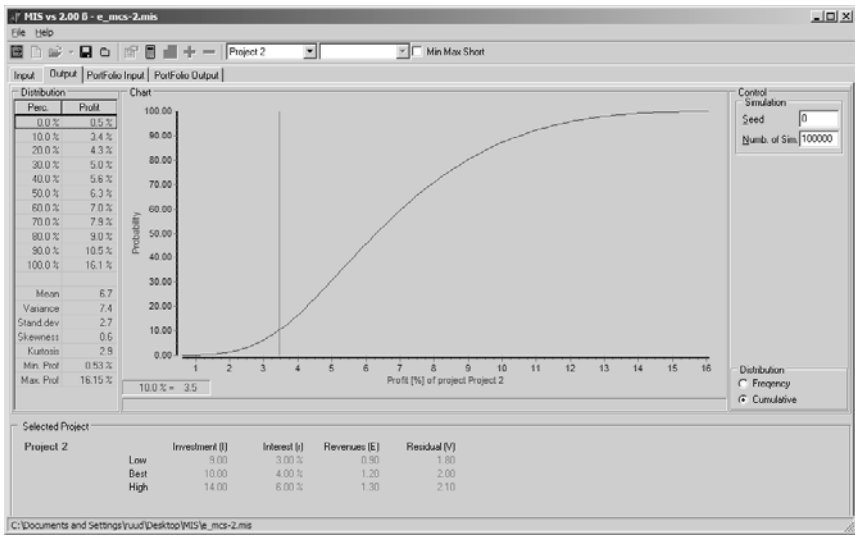 MIS vs 2.00 ß - e_mcs-2.mis
File Help
Project 2 Min Max Short
Input Output PortFolio Input PortFolio Output
Distribution
Perc. Profit
0.0 % 0.5 %
10.0 % 3.4 %
20.0 % 4.3 %
30.0 % 5.0 %
40.0 % 5.6 %
50.0 % 6.3 %
60.0 % 7.0 %
70.0 % 7.9 %
80.0 % 9.0 %
90.0 % 10.5 %
100.0 % 16.1 %
Mean 6.7
Variance 7.4
Stand.dev 2.7
Skewness 0.6
Kurtosis 2.9
Min. Prof 0.53 %
Max. Prof 16.15 %
Chart
100.00
90.00
80.00
70.00
60.00
50.00
40.00
30.00
20.00
10.00
0.00
Probability
1 2 3 4 5 6 7 8 9 10 11 12 13 14 15 16
Profit [%] of project Project 2
10.0 % = 3.5
Control
Simulation
Seed 0
Numb. of Sim. 100000
Distribution
Freqency
Cumulative
Selected Project
Project 2 Investment (I) Interest (r) Revenues (E) Residual (V)
Low 9.00 3.00 % 0.90 1.80
Best 10.00 4.00 % 1.20 2.00
High 14.00 6.00 % 1.30 2.10
C:\Documents and Settings\ruud\Desktop\MIS\e_mcs-2.mis